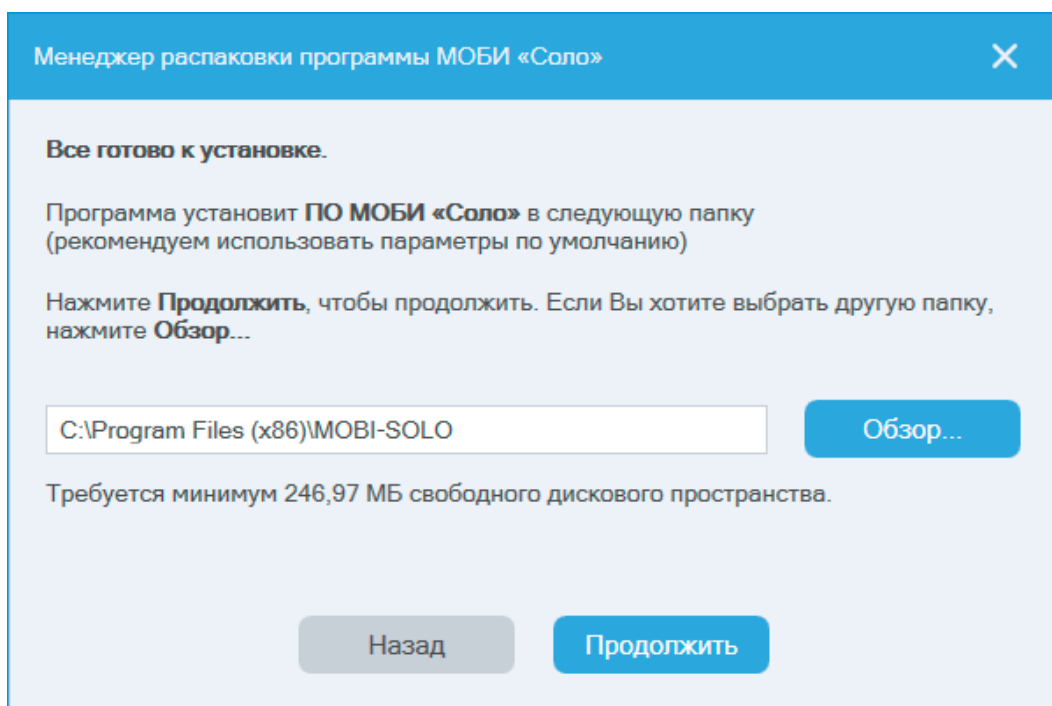 Менеджер распаковки программы МОБИ «Соло»
Все готово к установке.
Программа установит ПО МОБИ «Соло» в следующую папку
(рекомендуем использовать параметры по умолчанию)
Нажмите Продолжить, чтобы продолжить. Если Вы хотите выбрать другую папку,
нажмите Обзор...
C:\Program Files (x86)\MOBI-SOLO
Обзор...
Требуется минимум 246,97 МБ свободного дискового пространства.
Назад
Продолжить